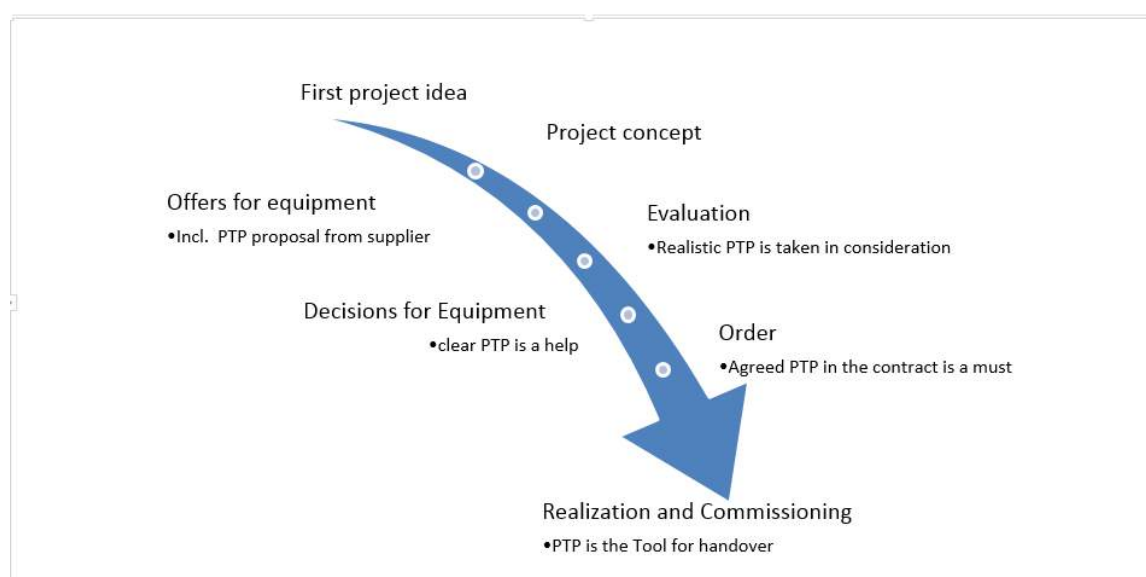 First project idea
Project concept
Offers for equipment
•Incl. PTP proposal from supplier
Evaluation
•Realistic PTP is taken in consideration
Decisions for Equipment
•clear PTP is a help
Order
•Agreed PTP in the contract is a must
Realization and Commissioning
•PTP is the Tool for handover